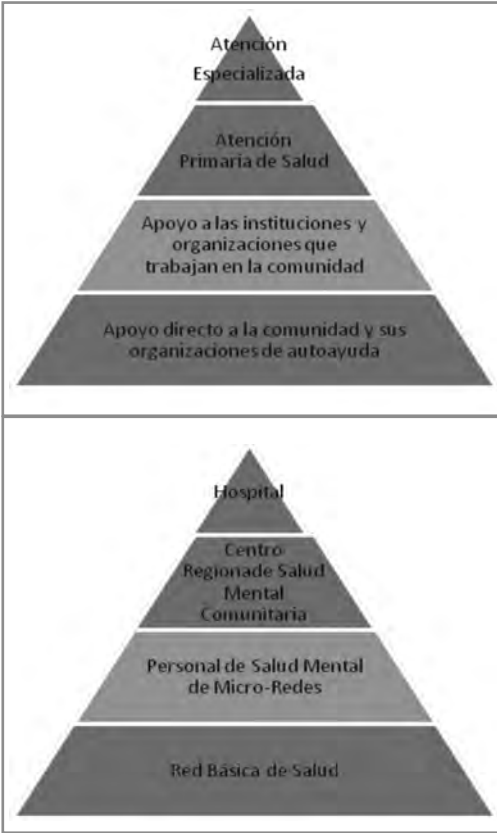 Atención
Especializada
Atención
Primaria de Salud
Apoyo a las instituciones y
organizaciones que
trabajan en la comunidad
Apoyo directo a la comunidad y sus
organizaciones de autoayuda
Hospital
Centro
Regionade Salud
Mental
Comunitaria
Personal de Salud Mental
de Micro-Redes
Red Básica de Salud